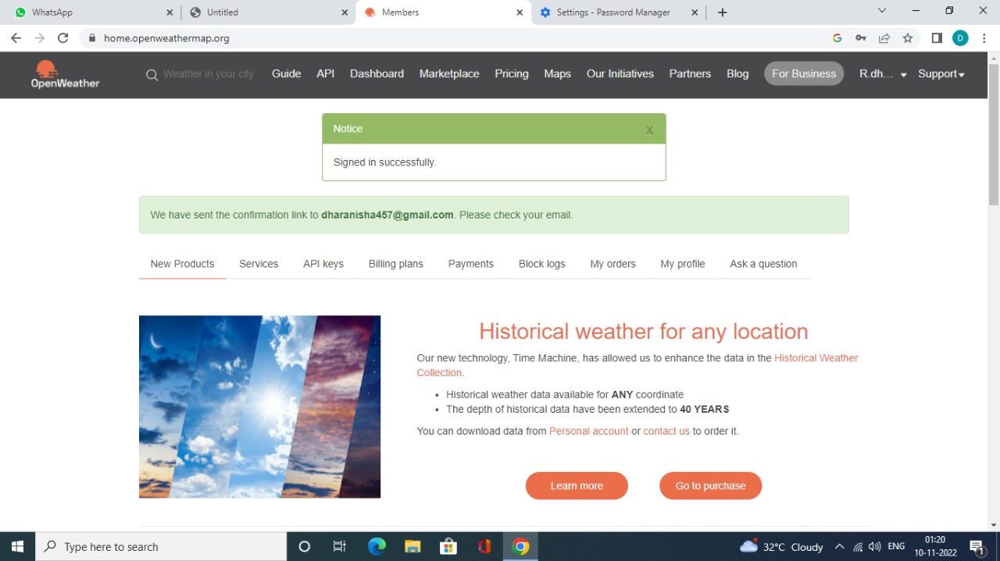 WhatsApp
Untitled
Members
Settings - Password Manager
home.openweathermap.org
D
OpenWeather
Weather in your city
Guide API Dashboard Marketplace Pricing Maps Our Initiatives Partners Blog For Business R.dh... Support
Notice x
Signed in successfully.
We have sent the confirmation link to dharanisha457@gmail.com. Please check your email.
New Products Services API keys Billing plans Payments Block logs My orders My profile Ask a question
Historical weather for any location
Our new technology, Time Machine, has allowed us to enhance the data in the Historical Weather
Collection.
• Historical weather data available for ANY coordinate
• The depth of historical data have been extended to 40 YEARS
You can download data from Personal account or contact us to order it.
Learn more Go to purchase
Type here to search
32°C Cloudy
ENG
01:20
10-11-2022
1